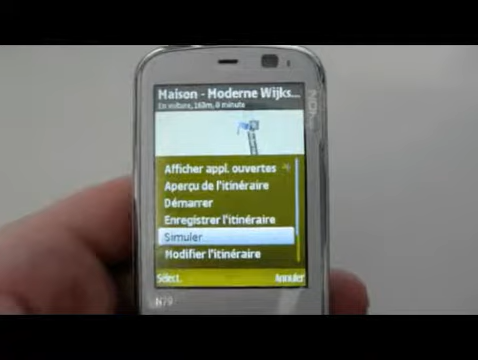 Maison - Moderne Wijks...
En voiture, 163m, 0 minute
Afficher appl. ouvertes
Aperçu de l'itinéraire
Démarrer
Enregistrer l'itinéraire
Simuler
Modifier l'itinéraire
Sélect. Annuler
N79